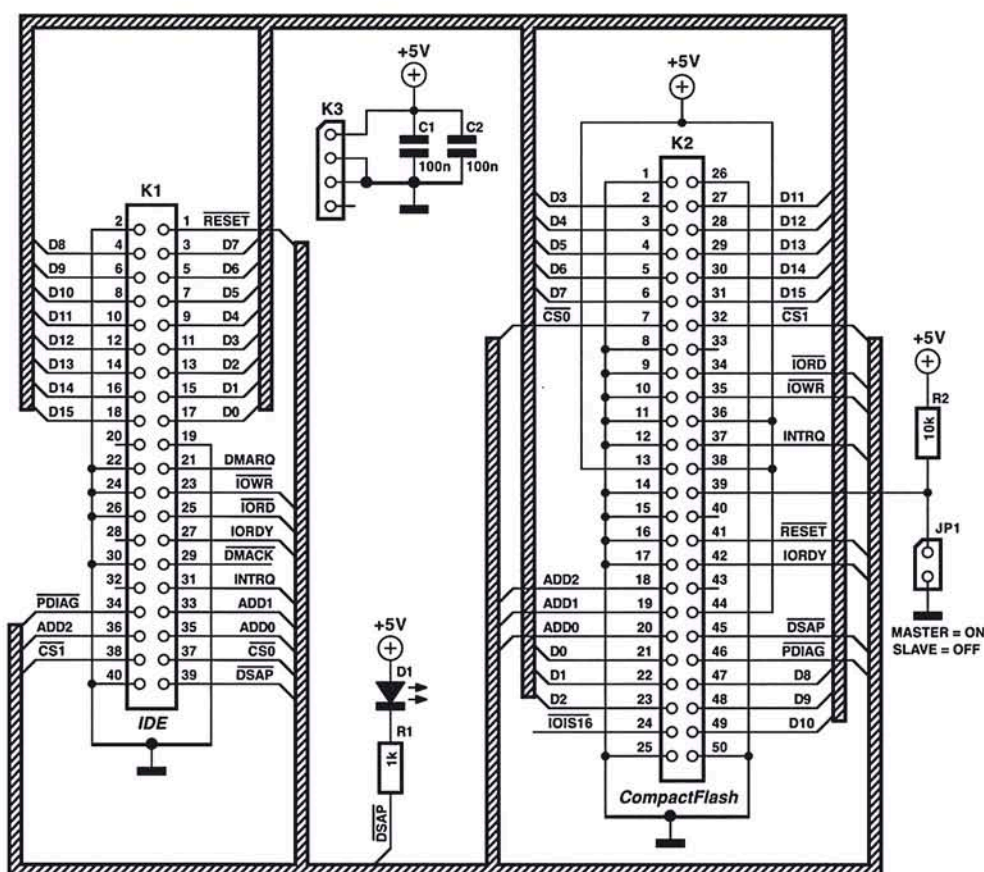 +5V
K3
C1
C2
100n
100n
K1
2 1 RESET
D8 4 3 D7
D9 6 5 D6
D10 8 7 D5
D11 10 9 D4
D12 12 11 D3
D13 14 13 D2
D14 16 15 D1
D15 18 17 D0
20 19
22 21 DMARQ
24 23 IOWR
26 25 IORD
28 27 IORDY
30 29 DMACK
32 31 INTRQ
PDIAG 34 33 ADD1
ADD2 36 35 ADD0
CS1 38 37 CS0
40 39 DSAP
IDE
+5V
D1
R1
1k
DSAP
+5V
K2
1 26
D3 2 27 D11
D4 3 28 D12
D5 4 29 D13
D6 5 30 D14
D7 6 31 D15
CS0 7 32 CS1
8 33
9 34 IORD
10 35 IOWR
11 36
12 37 INTRQ
13 38
14 39
15 40
16 41 RESET
17 42 IORDY
ADD2 18 43
ADD1 19 44
ADD0 20 45 DSAP
D0 21 46 PDIAG
D1 22 47 D8
D2 23 48 D9
IOIS16 24 49 D10
25 50
CompactFlash
+5V
R2
10k
JP1
MASTER = ON
SLAVE = OFF